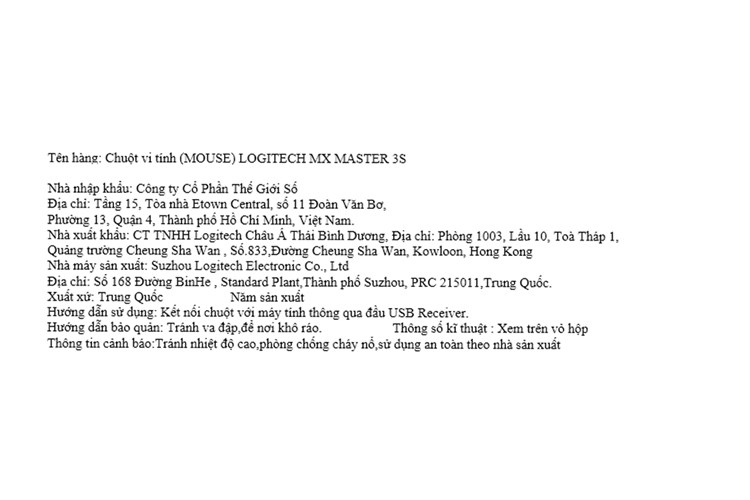 Tên hàng: Chuột vi tính (MOUSE) LOGITECH MX MASTER 3S
Nhà nhập khẩu: Công ty Cổ Phần Thế Giới Số
Địa chỉ: Tầng 15, Tòa nhà Etown Central, số 11 Đoàn Văn Bơ,
Phường 13, Quận 4, Thành phố Hồ Chí Minh, Việt Nam.
Nhà xuất khẩu: CT TNHH Logitech Châu Á Thái Bình Dương, Địa chỉ: Phòng 1003, Lầu 10, Toà Tháp 1,
Quảng trường Cheung Sha Wan , Số.833,Đường Cheung Sha Wan, Kowloon, Hong Kong
Nhà máy sản xuất: Suzhou Logitech Electronic Co., Ltd
Địa chỉ: Số 168 Đường BinHe , Standard Plant,Thành phố Suzhou, PRC 215011,Trung Quốc.
Xuất xứ: Trung Quốc Năm sản xuất
Hướng dẫn sử dụng: Kết nối chuột với máy tính thông qua đầu USB Receiver.
Hướng dẫn bảo quản: Tránh va đập,để nơi khô ráo. Thông số kĩ thuật : Xem trên vỏ hộp
Thông tin cảnh báo:Tránh nhiệt độ cao,phòng chống cháy nổ,sử dụng an toàn theo nhà sản xuất